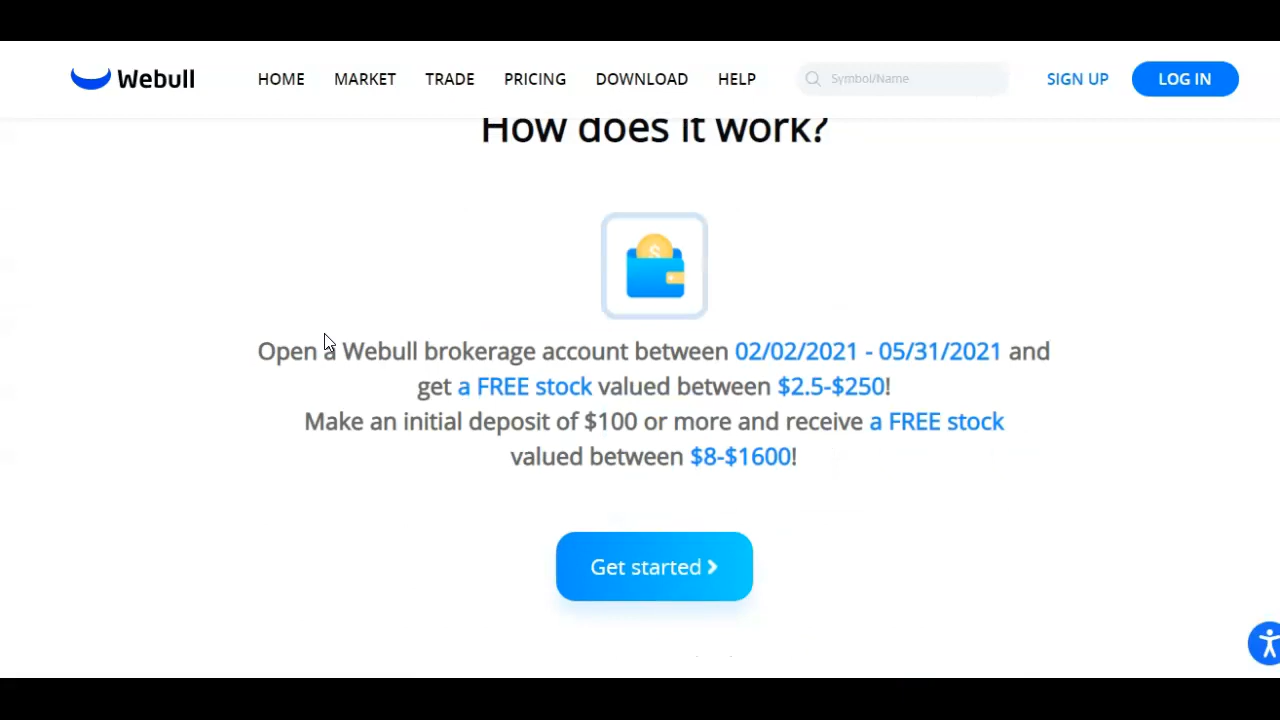 Webull HOME MARKET TRADE PRICING DOWNLOAD HELP Symbol/Name SIGN UP LOG IN
How does it work?
$
Open a Webull brokerage account between 02/02/2021 - 05/31/2021 and
get a FREE stock valued between $2.5-$250!
Make an initial deposit of $100 or more and receive a FREE stock
valued between $8-$1600!
Get started